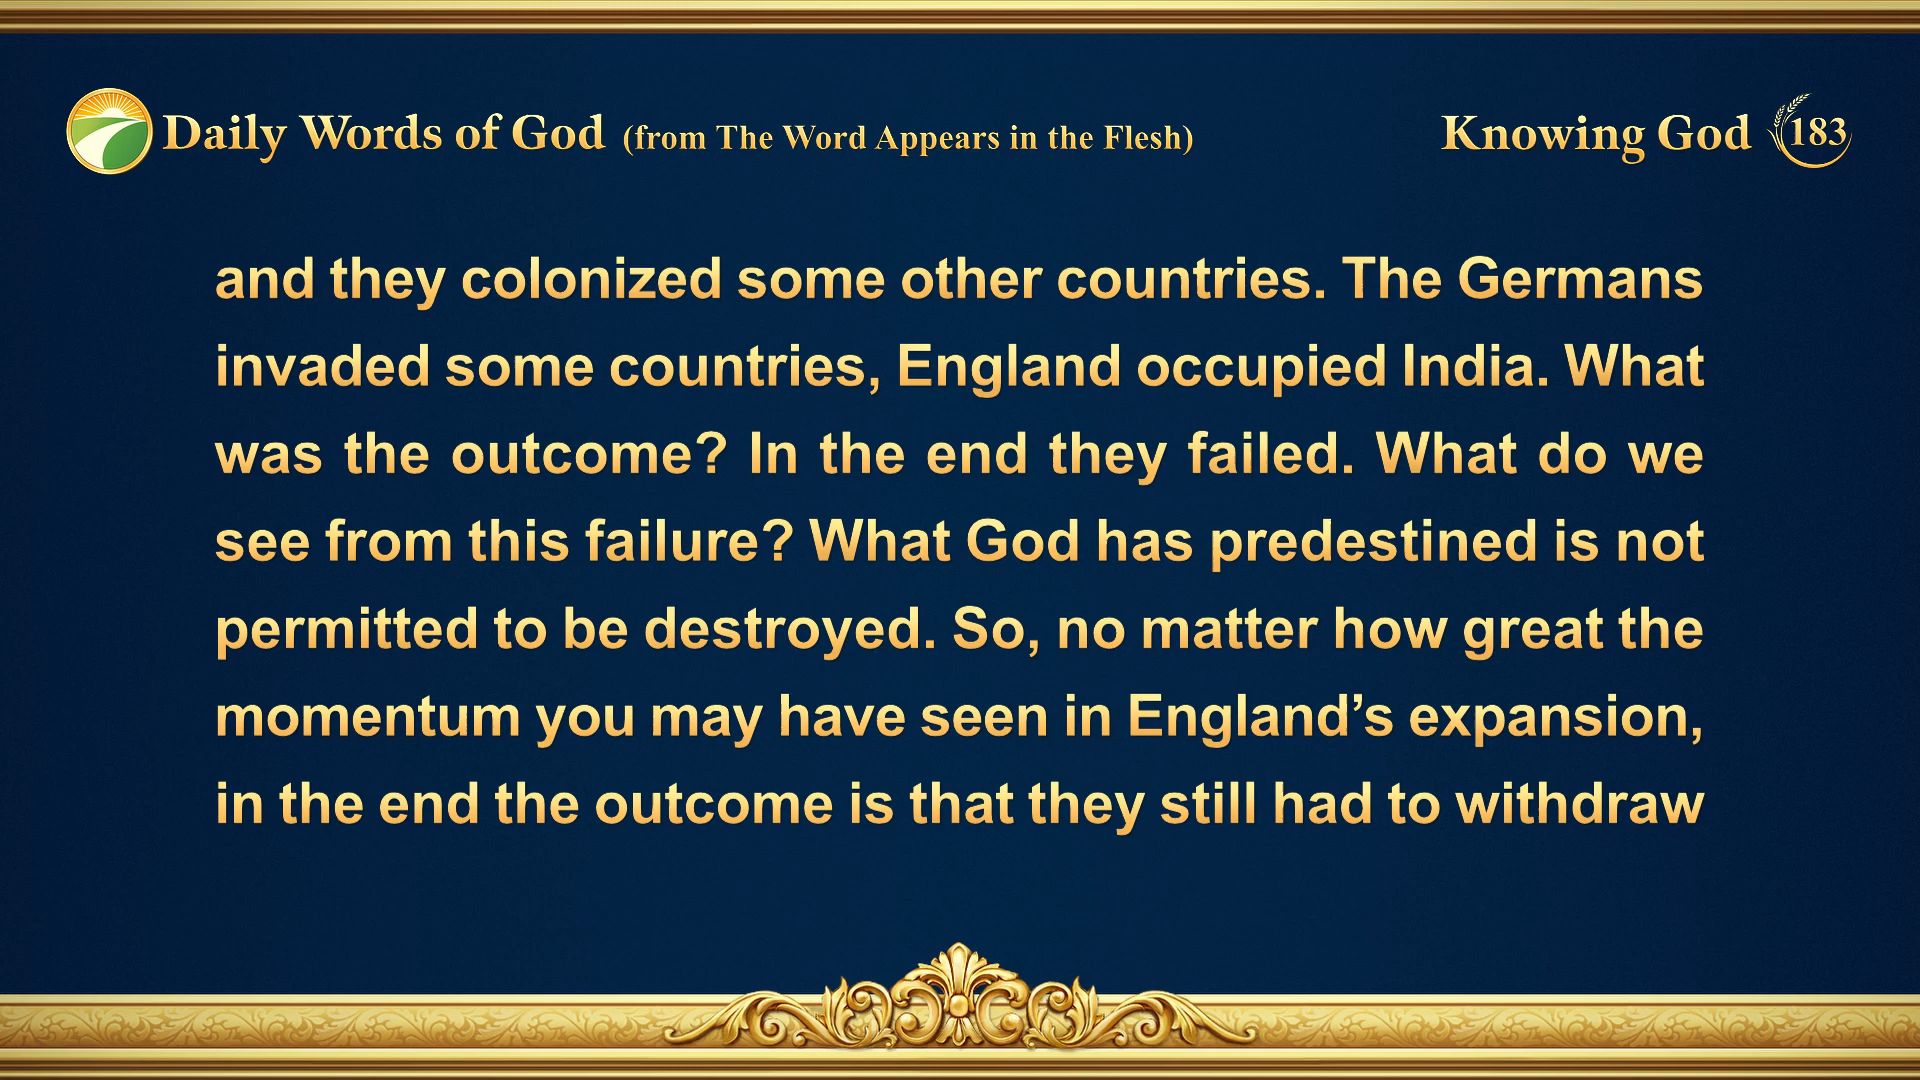 Daily Words of God (from The Word Appears in the Flesh)
Knowing God 183
and they colonized some other countries. The Germans
invaded some countries, England occupied India. What
was the outcome? In the end they failed. What do we
see from this failure? What God has predestined is not
permitted to be destroyed. So, no matter how great the
momentum you may have seen in England’s expansion,
in the end the outcome is that they still had to withdraw